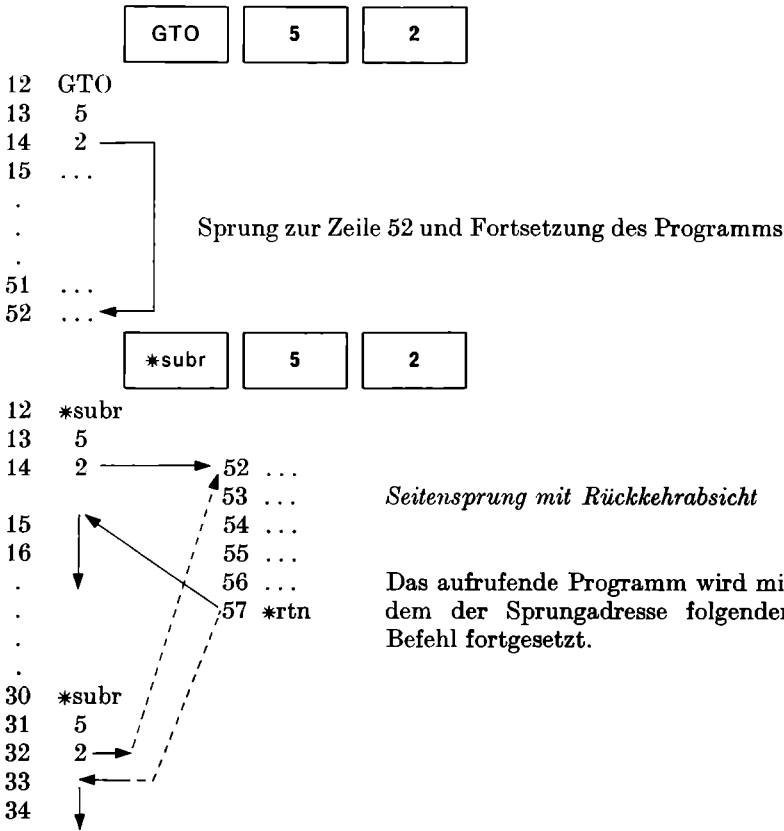 GTO 5 2
12 GTO
13 5
14 2
15 ...
.
.
Sprung zur Zeile 52 und Fortsetzung des Programms
.
51 ...
52 ...
*subr 5 2
12 *subr
13 5
14 2 52 ...
53 ... Seitensprung mit Rückkehrabsicht
15 54 ...
16 55 ...
. 56 ... Das aufrufende Programm wird mi
. 57 *rtn dem der Sprungadresse folgender
. Befehl fortgesetzt.
.
30 *subr
31 5
32 2
33
34